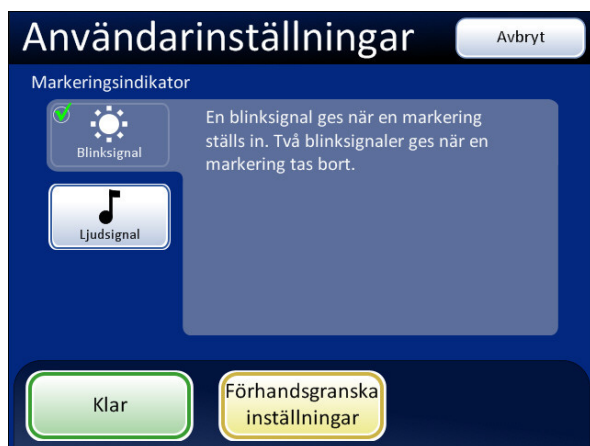 Användarinställningar
Avbryt
Markeringsindikator
Blinksignal
En blinksignal ges när en markering
ställs in. Två blinksignaler ges när en
markering tas bort.
Ljudsignal
Klar
Förhandsgranska
inställningar